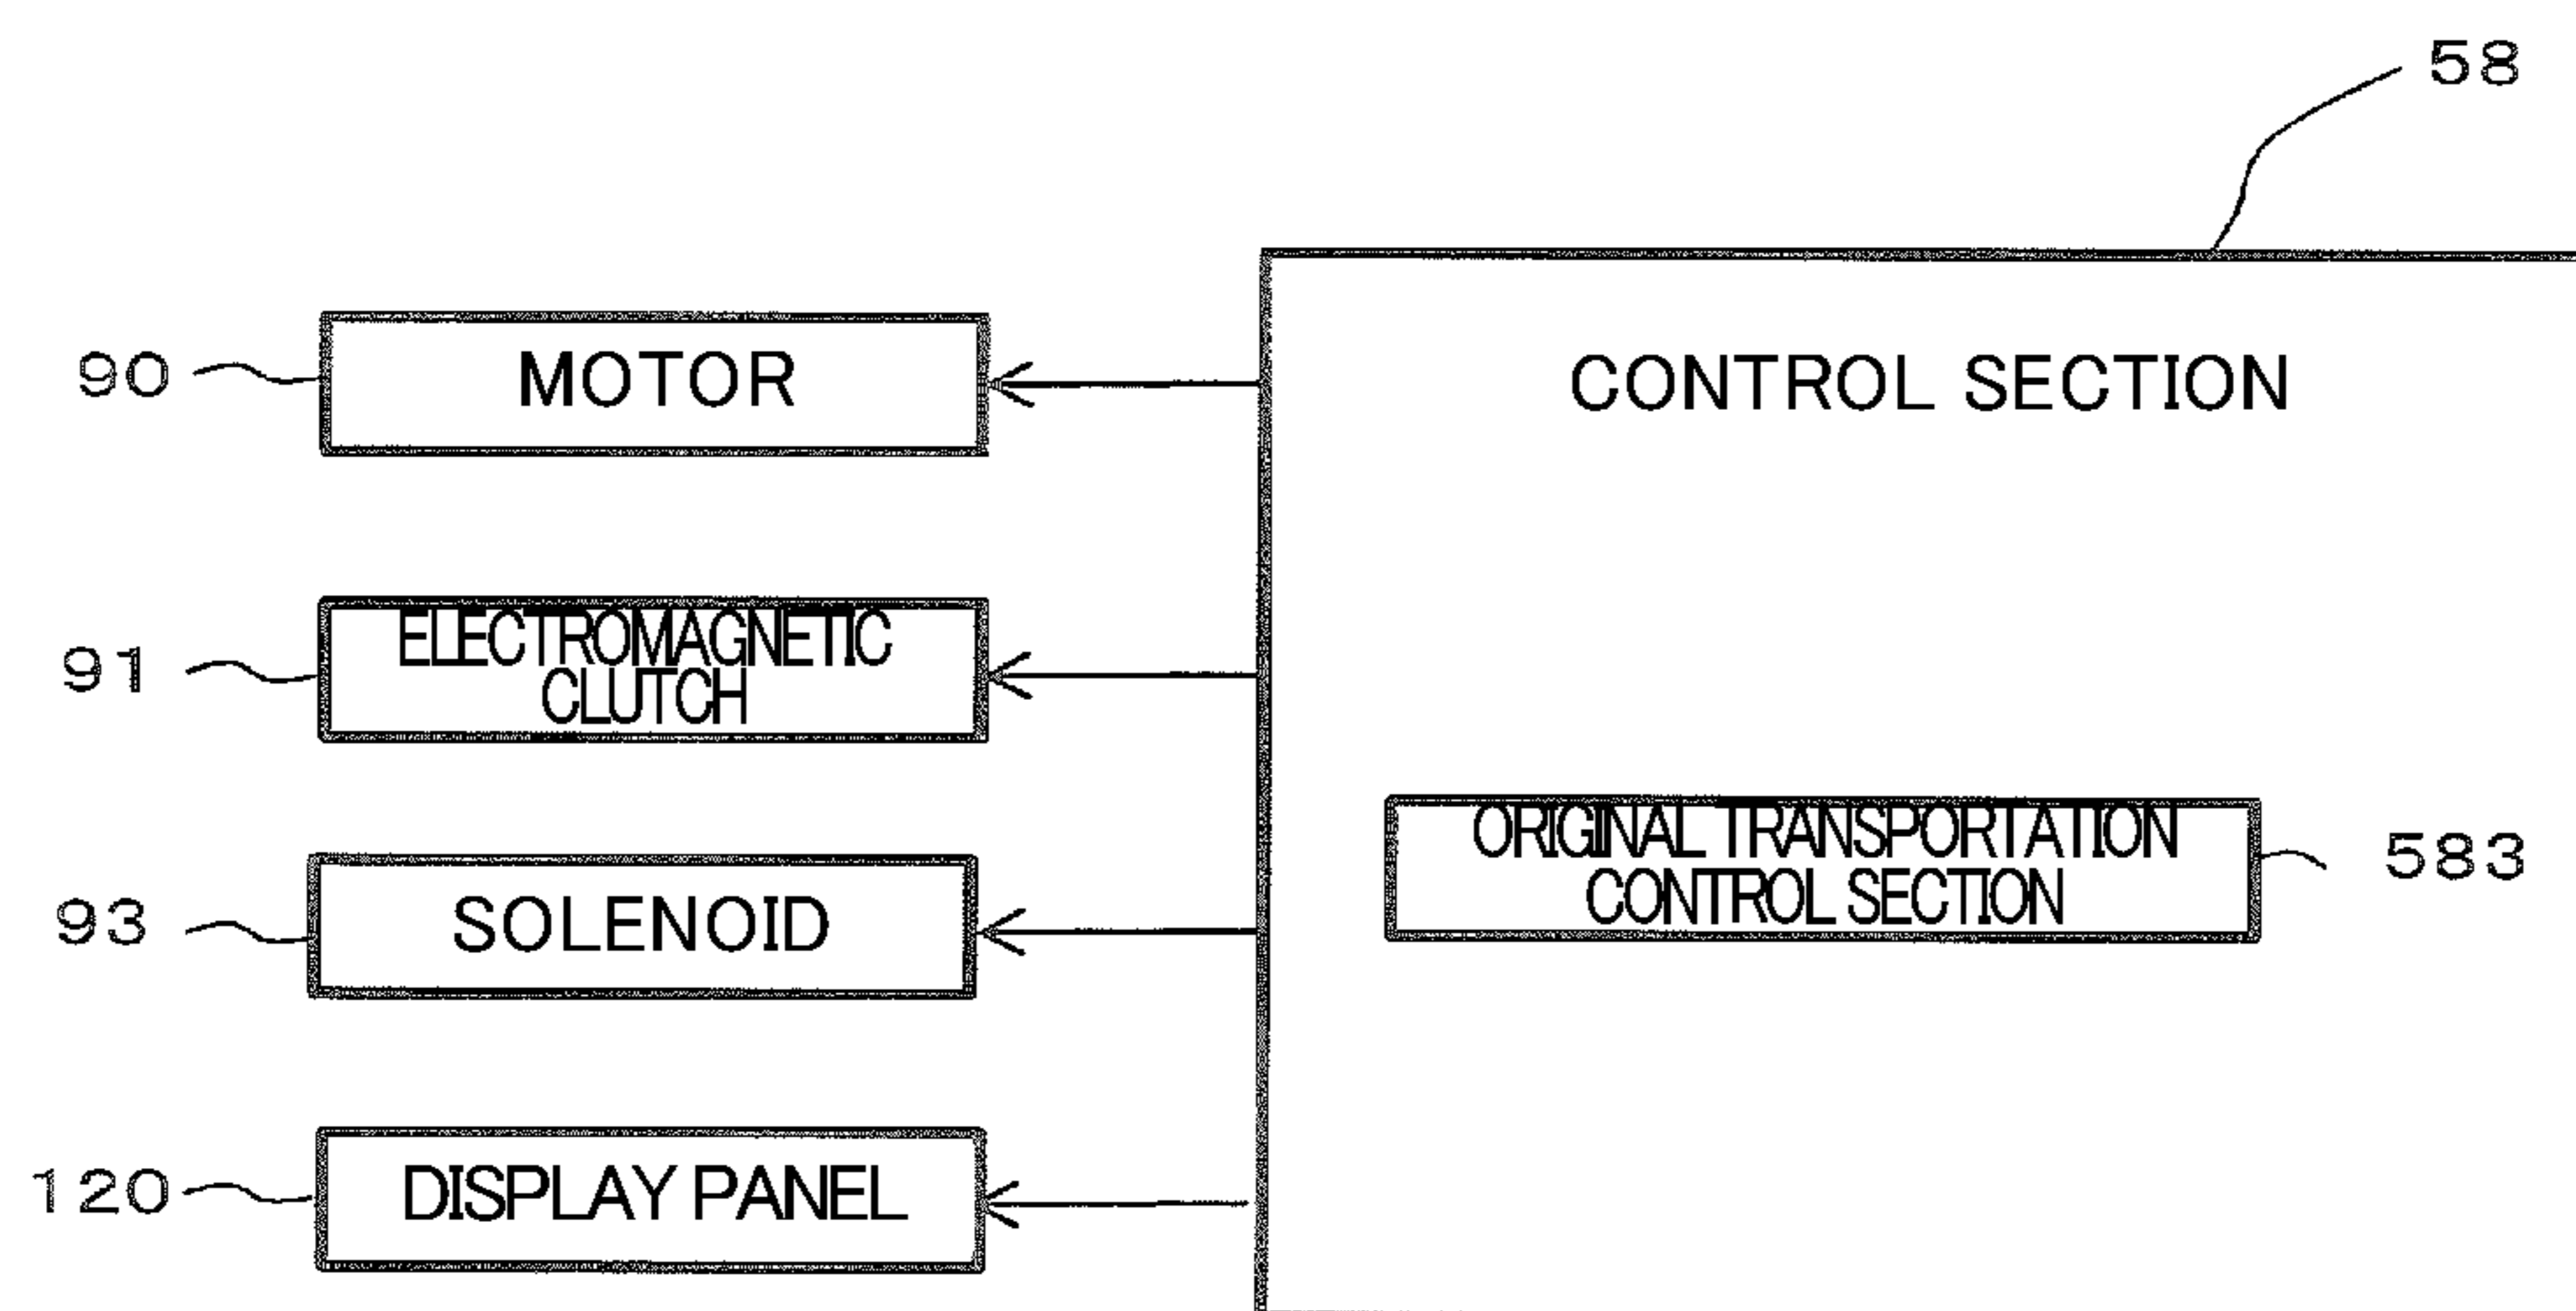 58
90
MOTOR
CONTROL SECTION
91
ELECTROMAGNETIC
CLUTCH
ORIGINAL TRANSPORTATION
CONTROL SECTION
583
93
SOLENOID
120
DISPLAY PANEL